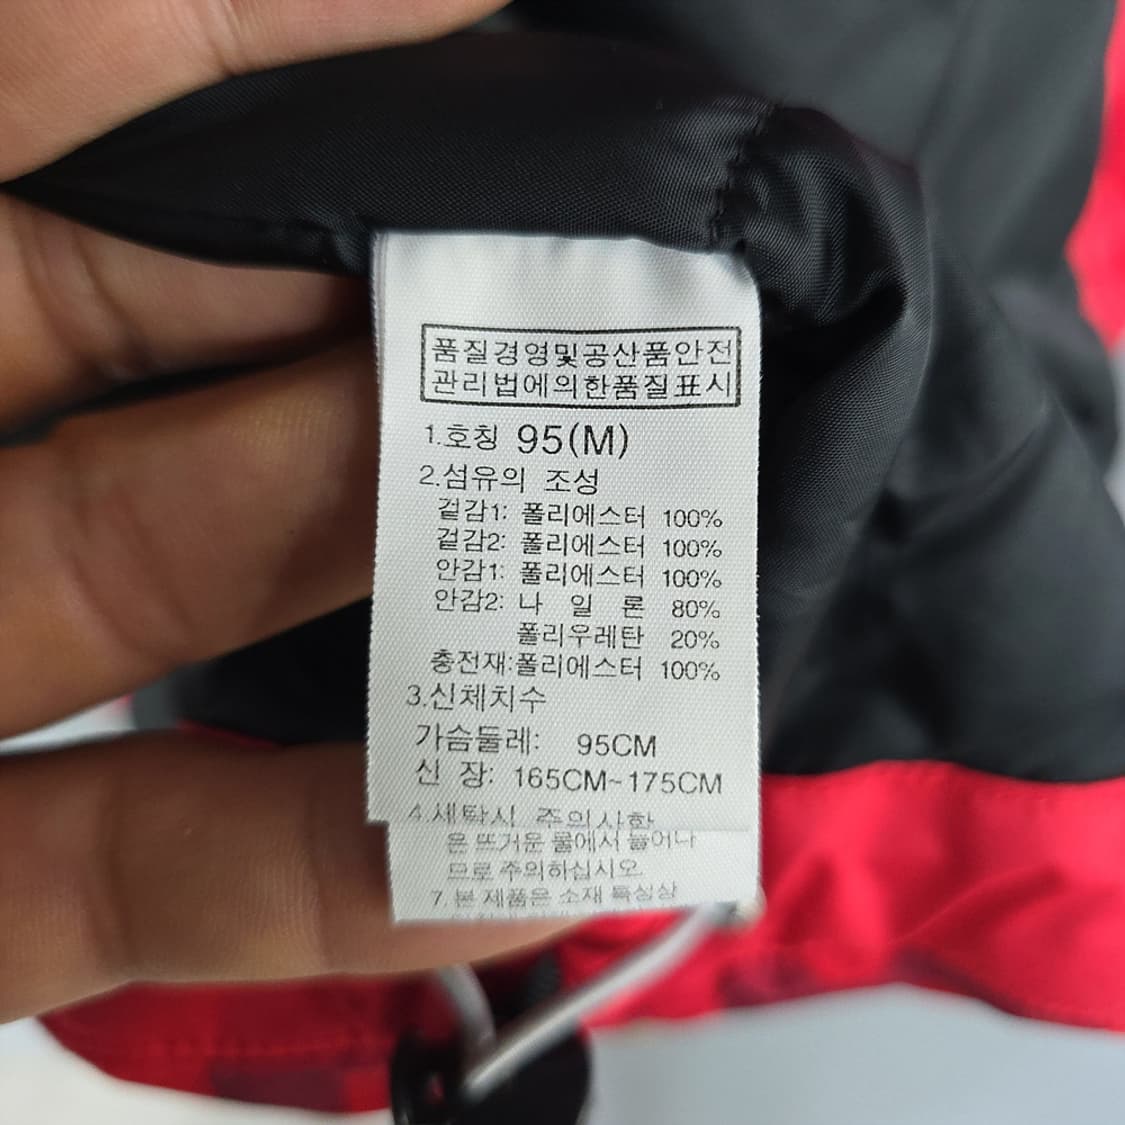 품질경영및공산품안전
관리법에의한품질표시
1.호칭 95(M)
2.섬유의 조성
겉감1: 폴리에스터 100%
겉감2: 폴리에스터 100%
안감1: 폴리에스터 100%
안감2: 나 일 론 80%
폴리우레탄 20%
충전재:폴리에스터 100%
3.신체치수
가슴둘레: 95CM
신 장: 165CM~175CM
4.세탁시 주의사항
은 뜨거운 물에서 늘어나
므로 주의하십시오.
7.본 제품은 소재 특성상